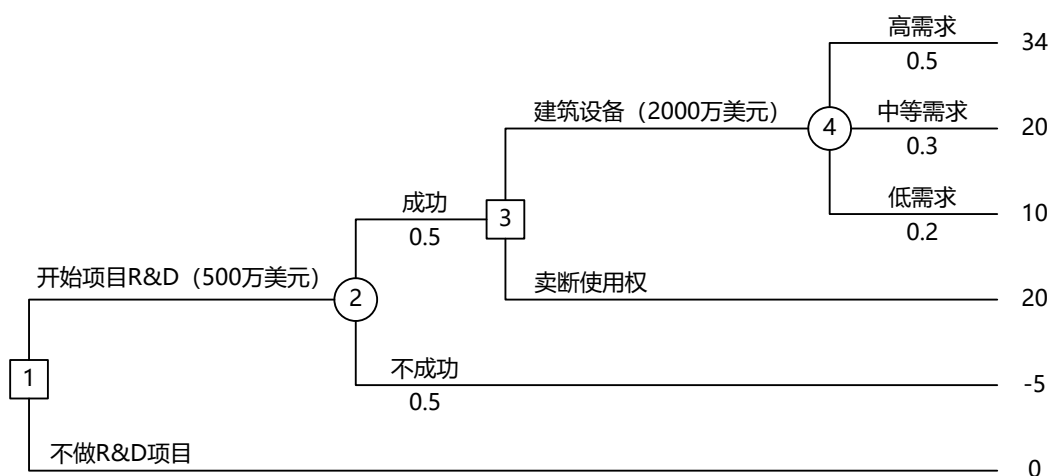 高需求
34
0.5
建筑设备（2000万美元）
4
中等需求
20
0.3
成功
3
低需求
10
0.5
0.2
开始项目R&D（500万美元）
2
卖断使用权
20
1
不成功
-5
0.5
不做R&D项目
0